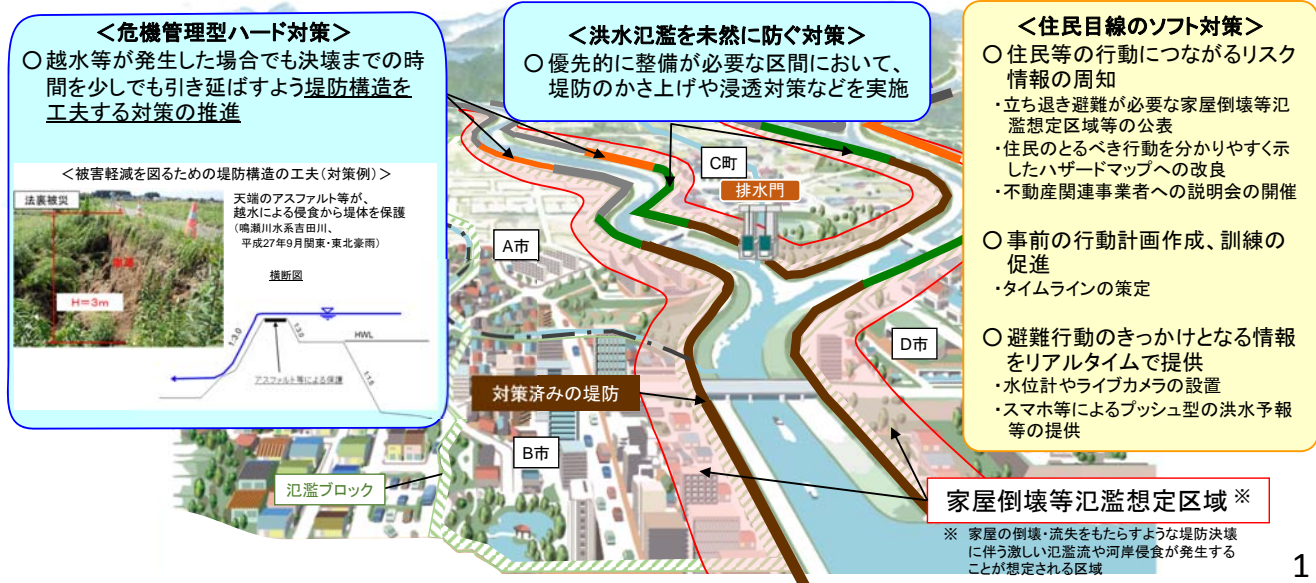 <危機管理型ハード対策>
○越水等が発生した場合でも決壊までの時
間を少しでも引き延ばすよう堤防構造を
工夫する対策の推進
<被害軽減を図るための堤防構造の工夫(対策例)>
法裏被災
H=3m
天端のアスファルト等が、
越水による侵食から堤体を保護
(鳴瀬川水系吉田川、
平成27年9月関東・東北豪雨)
横断図
1:3.0
1:3.0
HWL
1:1.5
アスファルト等による保護
<洪水氾濫を未然に防ぐ対策>
○優先的に整備が必要な区間において、
堤防のかさ上げや浸透対策などを実施
<住民目線のソフト対策>
○住民等の行動につながるリスク
情報の周知
・立ち退き避難が必要な家屋倒壊等氾
濫想定区域等の公表
・住民のとるべき行動を分かりやすく示
したハザードマップへの改良
・不動産関連事業者への説明会の開催
○事前の行動計画作成、訓練の
促進
・タイムラインの策定
○避難行動のきっかけとなる情報
をリアルタイムで提供
・水位計やライブカメラの設置
・スマホ等によるプッシュ型の洪水予報
等の提供
C町
排水門
A市
D市
対策済みの堤防
B市
氾濫ブロック
家屋倒壊等氾濫想定区域※
※ 家屋の倒壊・流失をもたらすような堤防決壊
に伴う激しい氾濫流や河岸侵食が発生する
ことが想定される区域
1